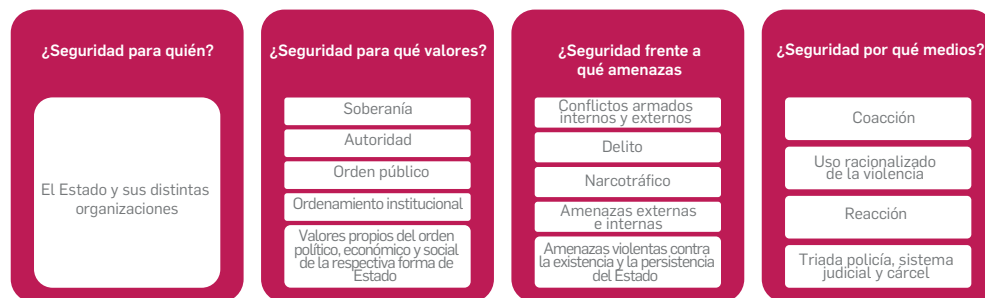 ¿Seguridad para quién?
El Estado y sus distintas
organizaciones
¿Seguridad para qué valores?
Soberanía
Autoridad
Orden público
Ordenamiento institucional
Valores propios del orden
político, económico y social
de la respectiva forma de
Estado
¿Seguridad frente a
qué amenazas
Conflictos armados
internos y externos
Delito
Narcotráfico
Amenazas externas
e internas
Amenazas violentas contra
la existencia y la persistencia
del Estado
¿Seguridad por qué medios?
Coacción
Uso racionalizado
de la violencia
Reacción
Triada policía, sistema
judicial y cárcel